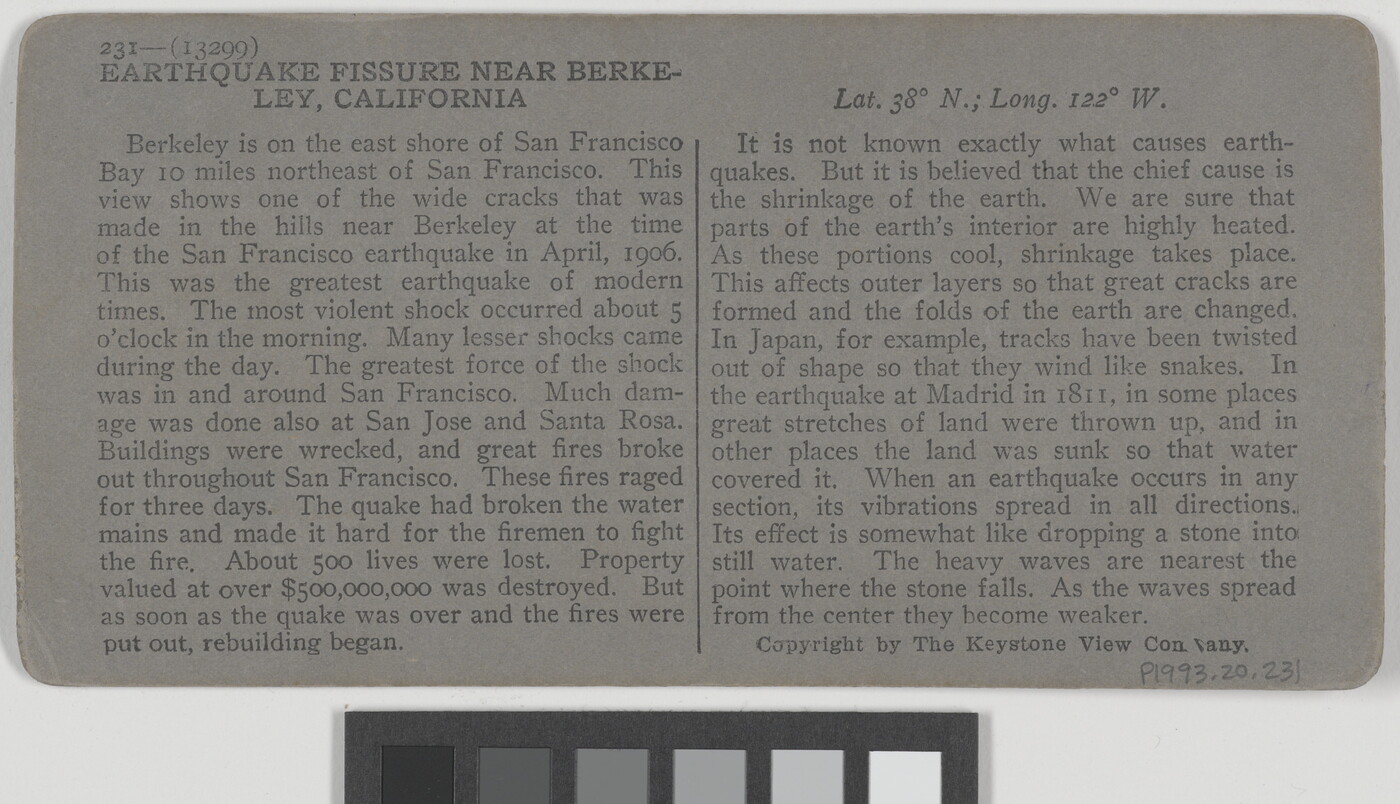 231—(13299)
EARTHQUAKE FISSURE NEAR BERKE-
LEY, CALIFORNIA
Berkeley is on the east shore of San Francisco
Bay 10 miles northeast of San Francisco. This
view shows one of the wide cracks that was
made in the hills near Berkeley at the time
of the San Francisco earthquake in April, 1906.
This was the greatest earthquake of modern
times. The most violent shock occurred about 5
o'clock in the morning. Many lesser shocks came
during the day. The greatest force of the shock
was in and around San Francisco. Much dam-
age was done also at San Jose and Santa Rosa.
Buildings were wrecked, and great fires broke
out throughout San Francisco. These fires raged
for three days. The quake had broken the water
mains and made it hard for the firemen to fight
the fire. About 500 lives were lost. Property
valued at over $500,000,000 was destroyed. But
as soon as the quake was over and the fires were
put out, rebuilding began.
Lat. 38° N.; Long. 122° W.
It is not known exactly what causes earth-
quakes. But it is believed that the chief cause is
the shrinkage of the earth. We are sure that
parts of the earth's interior are highly heated.
As these portions cool, shrinkage takes place.
This affects outer layers so that great cracks are
formed and the folds of the earth are changed.
In Japan, for example, tracks have been twisted
out of shape so that they wind like snakes. In
the earthquake at Madrid in 1811, in some places
great stretches of land were thrown up, and in
other places the land was sunk so that water
covered it. When an earthquake occurs in any
section, its vibrations spread in all directions.
Its effect is somewhat like dropping a stone into
still water. The heavy waves are nearest the
point where the stone falls. As the waves spread
from the center they become weaker.
Copyright by The Keystone View Company.
P1993.20.231